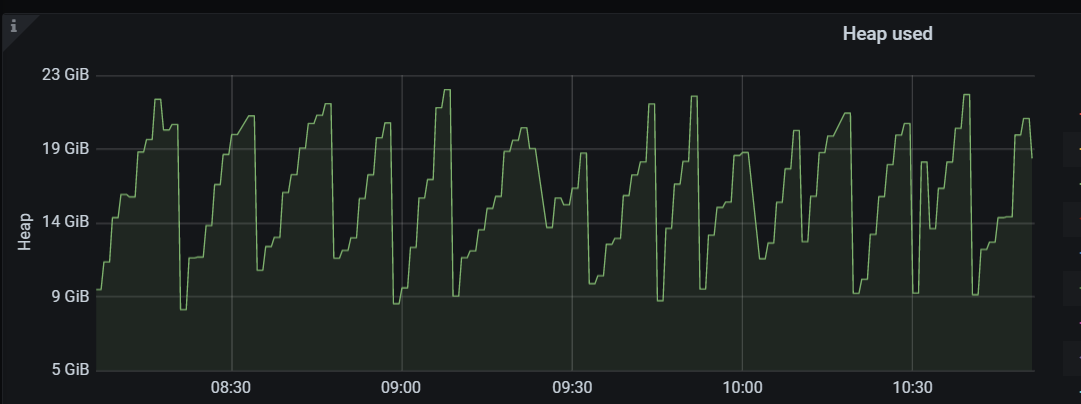 i
Heap used
23 GiB
19 GiB
14 GiB
9 GiB
5 GiB
Heap
08:30
09:00
09:30
10:00
10:30